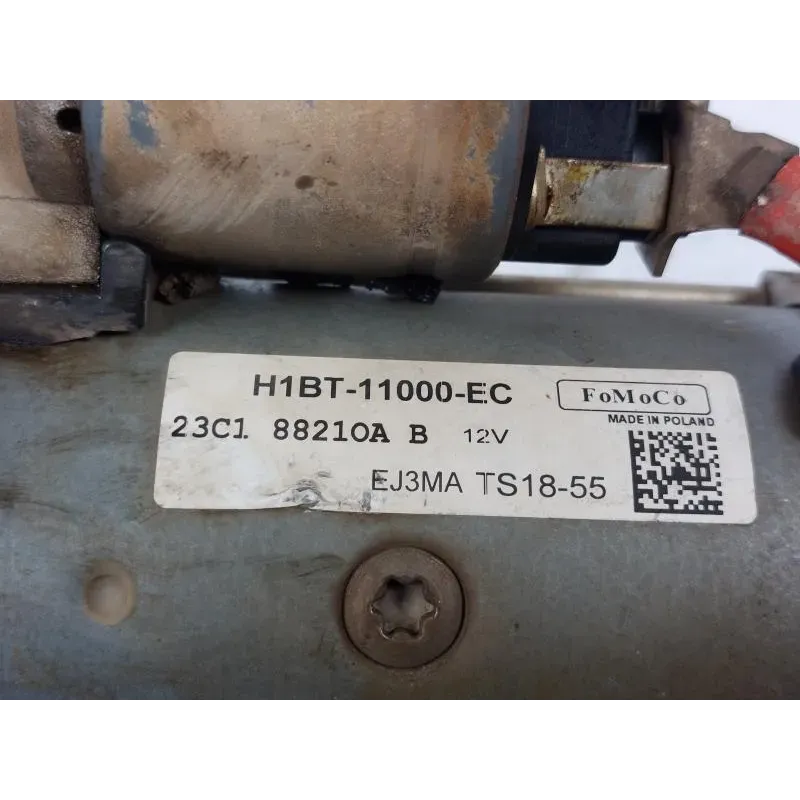 H1BT-11000-EC
FoMoCo
MADE IN POLAND
23C1 88210A B 12V
EJ3MA TS18-55